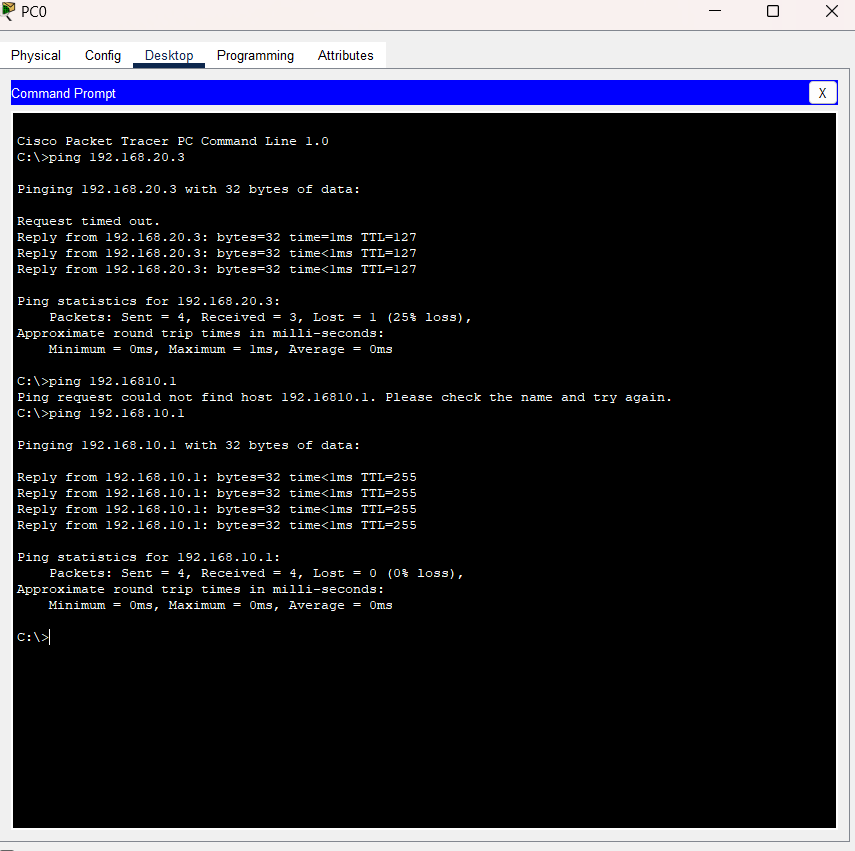 PC0
Physical Config Desktop Programming Attributes
Command Prompt X
Cisco Packet Tracer PC Command Line 1.0
C:\>ping 192.168.20.3
Pinging 192.168.20.3 with 32 bytes of data:
Request timed out.
Reply from 192.168.20.3: bytes=32 time=1ms TTL=127
Reply from 192.168.20.3: bytes=32 time<1ms TTL=127
Reply from 192.168.20.3: bytes=32 time<1ms TTL=127
Ping statistics for 192.168.20.3:
Packets: Sent = 4, Received = 3, Lost = 1 (25% loss),
Approximate round trip times in milli-seconds:
Minimum = 0ms, Maximum = 1ms, Average = 0ms
C:\>ping 192.16810.1
Ping request could not find host 192.16810.1. Please check the name and try again.
C:\>ping 192.168.10.1
Pinging 192.168.10.1 with 32 bytes of data:
Reply from 192.168.10.1: bytes=32 time<1ms TTL=255
Reply from 192.168.10.1: bytes=32 time<1ms TTL=255
Reply from 192.168.10.1: bytes=32 time<1ms TTL=255
Reply from 192.168.10.1: bytes=32 time<1ms TTL=255
Ping statistics for 192.168.10.1:
Packets: Sent = 4, Received = 4, Lost = 0 (0% loss),
Approximate round trip times in milli-seconds:
Minimum = 0ms, Maximum = 0ms, Average = 0ms
C:\>